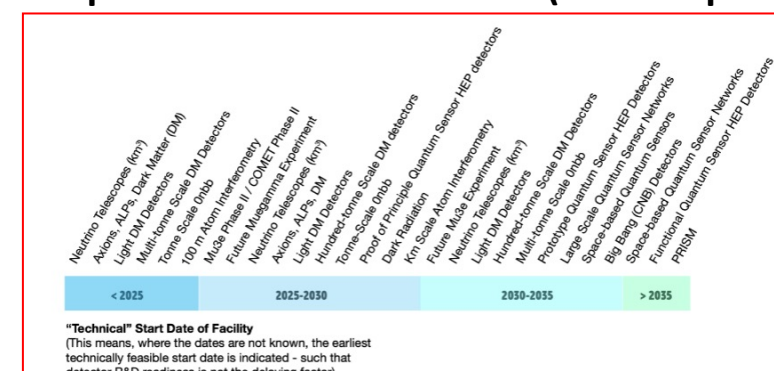 Neutrino Telescopes (km³)
Axions, ALPs, Dark Matter (DM)
Light DM Detectors
Multi-tonne Scale DM Detectors
Tonne Scale 0nbb
100 m Atom Interferometry
Mu3e Phase II / COMET Phase II
Future Muegamma Experiment
Neutrino Telescopes (km³)
Axions, ALPs, DM
Light DM Detectors
Hundred-tonne Scale DM detectors
Tonne-Scale 0nbb
Proof of Principle Quantum Sensor HEP detectors
Dark Radiation
Km Scale Atom Interferometry
Future Mu3e Experiment
Neutrino Telescopes (km³)
Light DM Detectors
Hundred-tonne Scale DM Detectors
Multi-tonne Scale 0nbb
Prototype Quantum Sensor HEP Detectors
Large Scale Quantum Sensor Networks
Space-based Quantum Sensors
Big Bang (CNB) Detectors
Space-based Quantum Sensor Networks
Functional Quantum Sensor HEP Detectors
PRISM
< 2025
2025-2030
2030-2035
> 2035
“Technical” Start Date of Facility
(This means, where the dates are not known, the earliest
technically feasible start date is indicated - such that
detector R&D readiness is not the delaying factor)